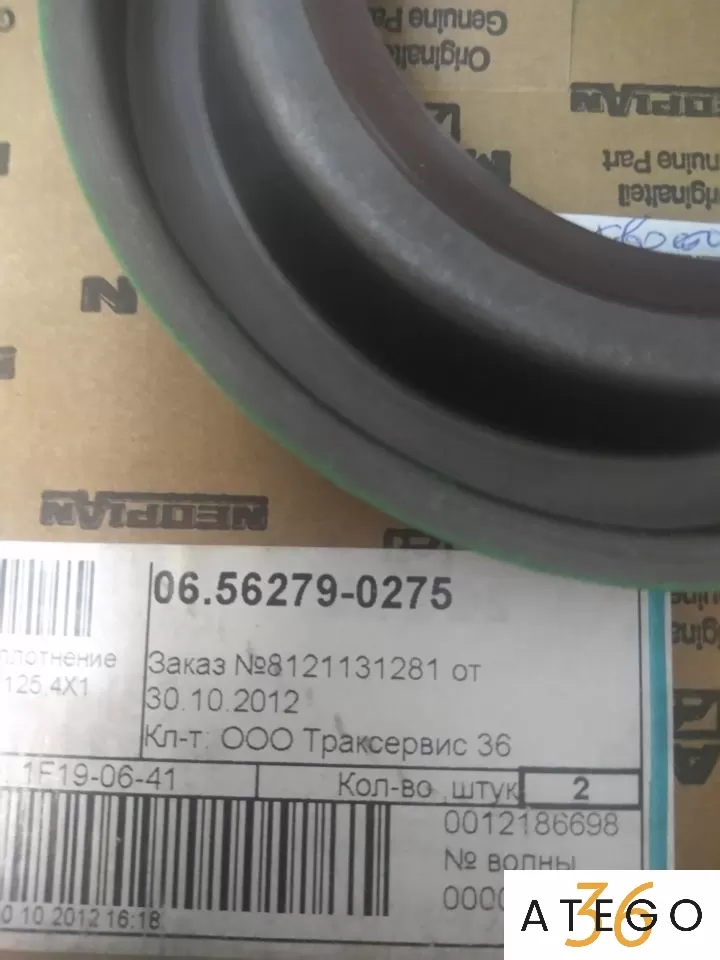 Genuine Part
Originalteil
NEOPLAN
Genuine Part
Originalteil
N
NEOPLAN
NEOPLAN
06.56279-0275
125,4X1
Заказ №8121131281 от
30.10.2012
Кл-т: ООО Траксервис 36
1F19-06-41
Кол-во ,штук
2
0012186698
№ волны
10.2012 16:18
ATEGO
36